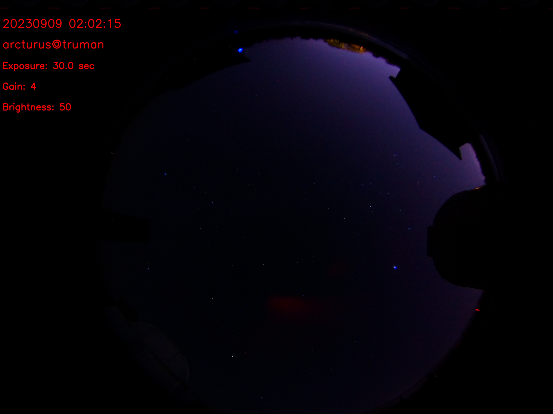 20230909 02:02:15
arcturus@truman
Exposure: 30.0 sec
Gain: 4
Brightness: 50